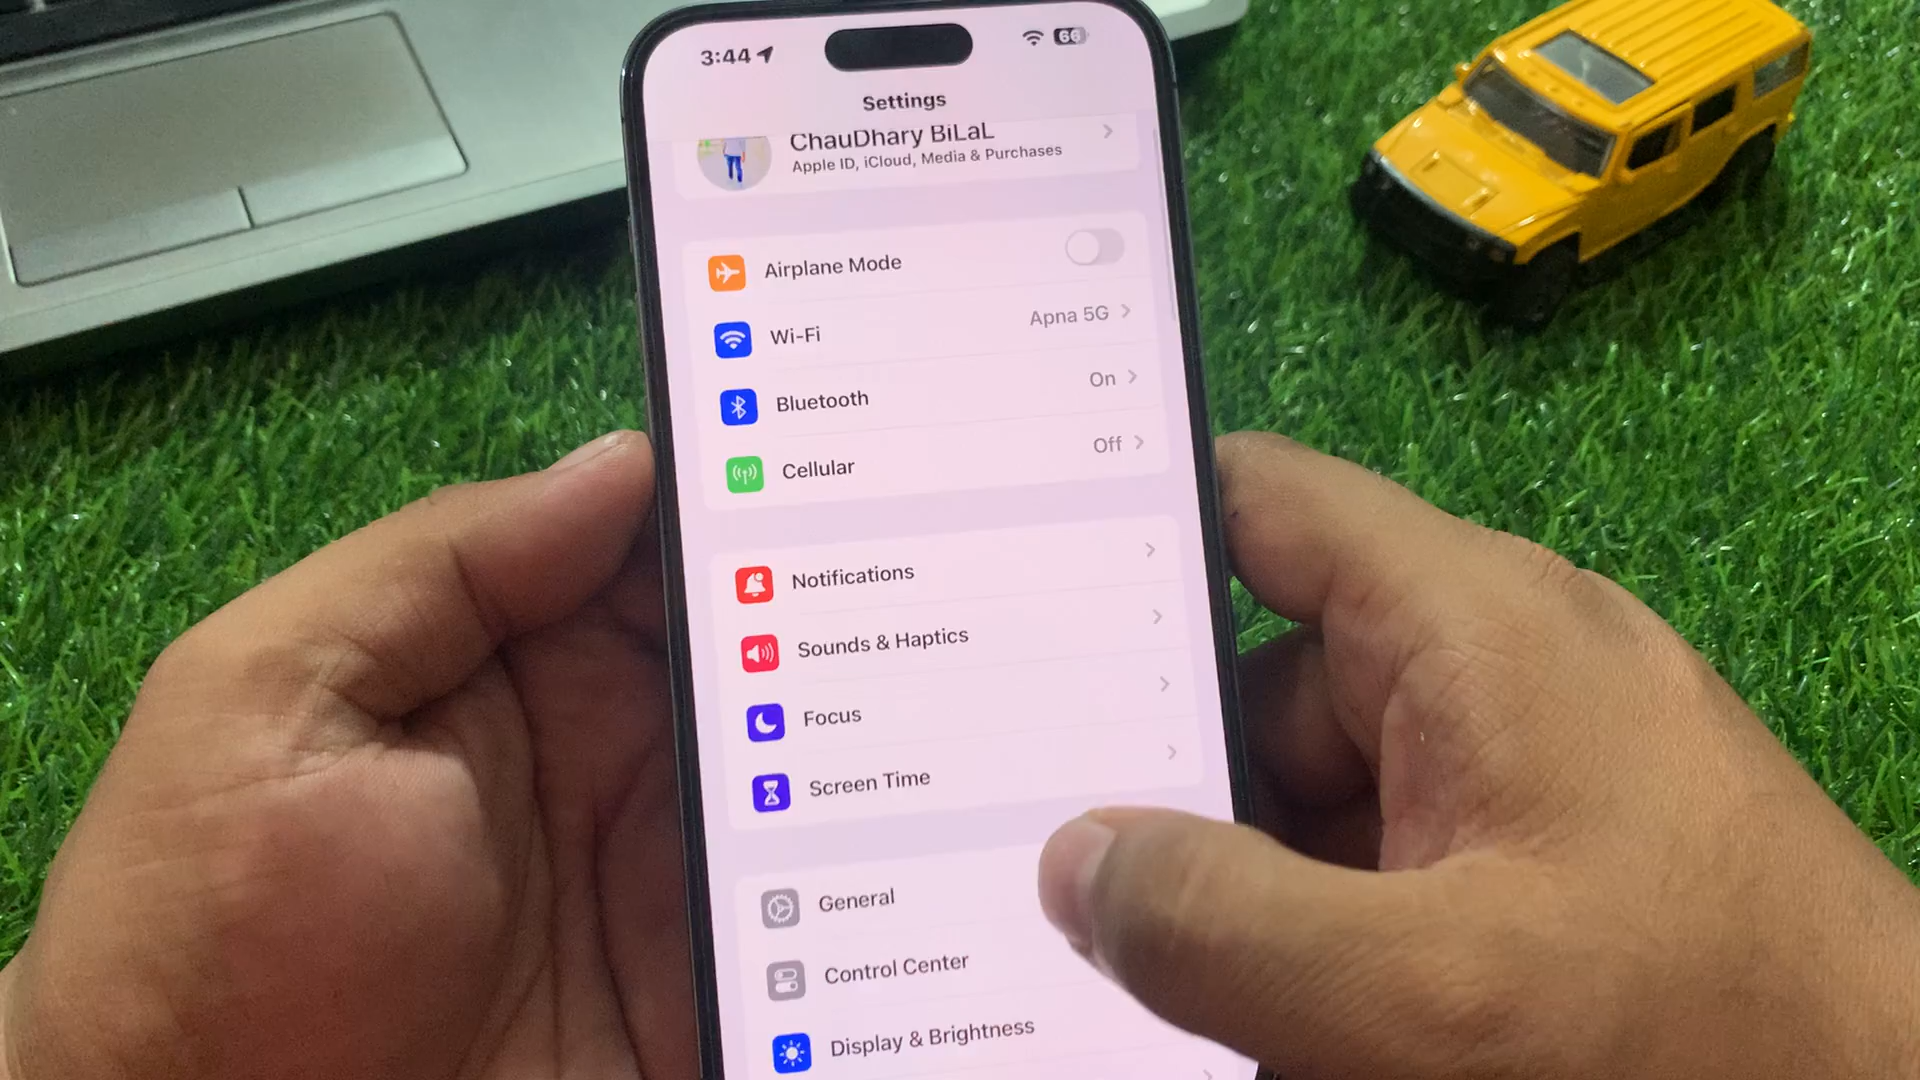 3:44
66
Settings
ChauDhary BiLaL
Apple ID, iCloud, Media & Purchases
Airplane Mode
Wi-Fi
Apna 5G
Bluetooth
On
Cellular
Off
Notifications
Sounds & Haptics
Focus
Screen Time
General
Control Center
Display & Brightness